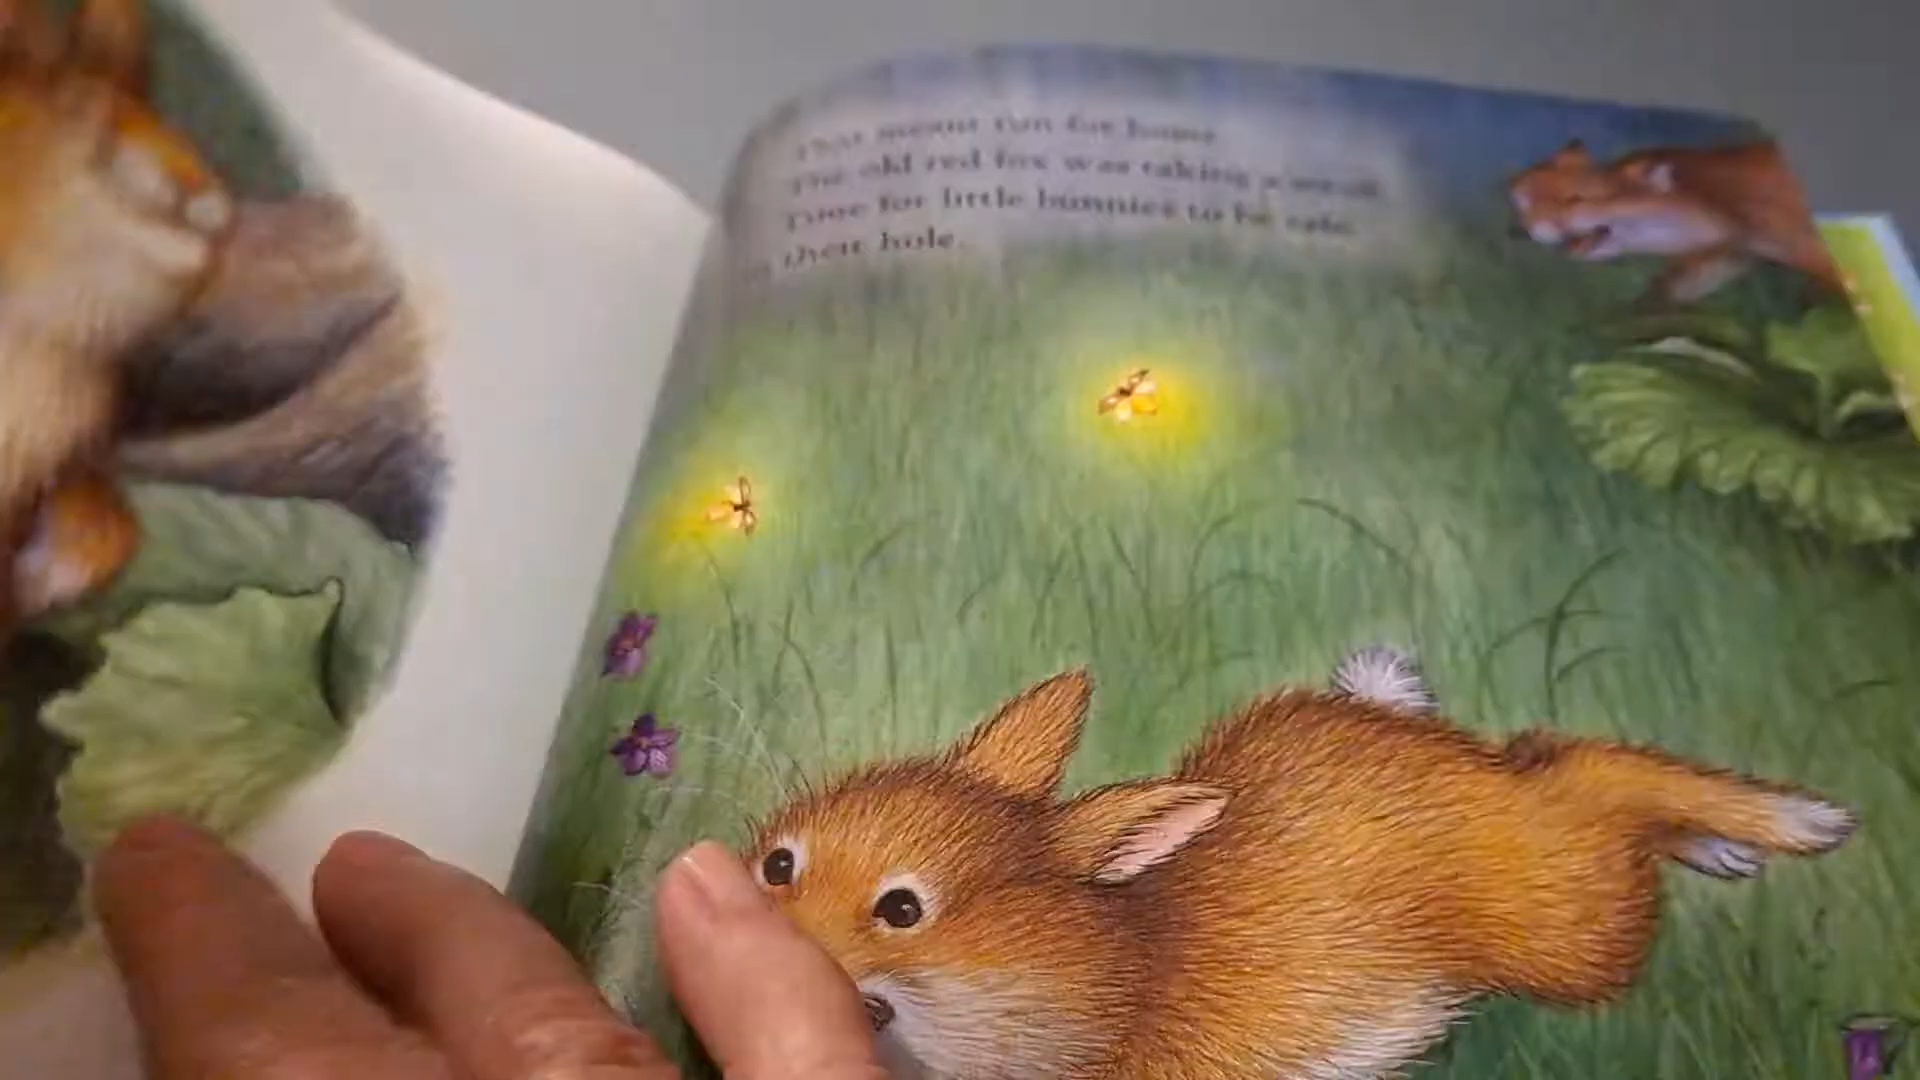 That meant run for home.
The old red fox was taking a stroll.
Time for little bunnies to be safe
in their hole.